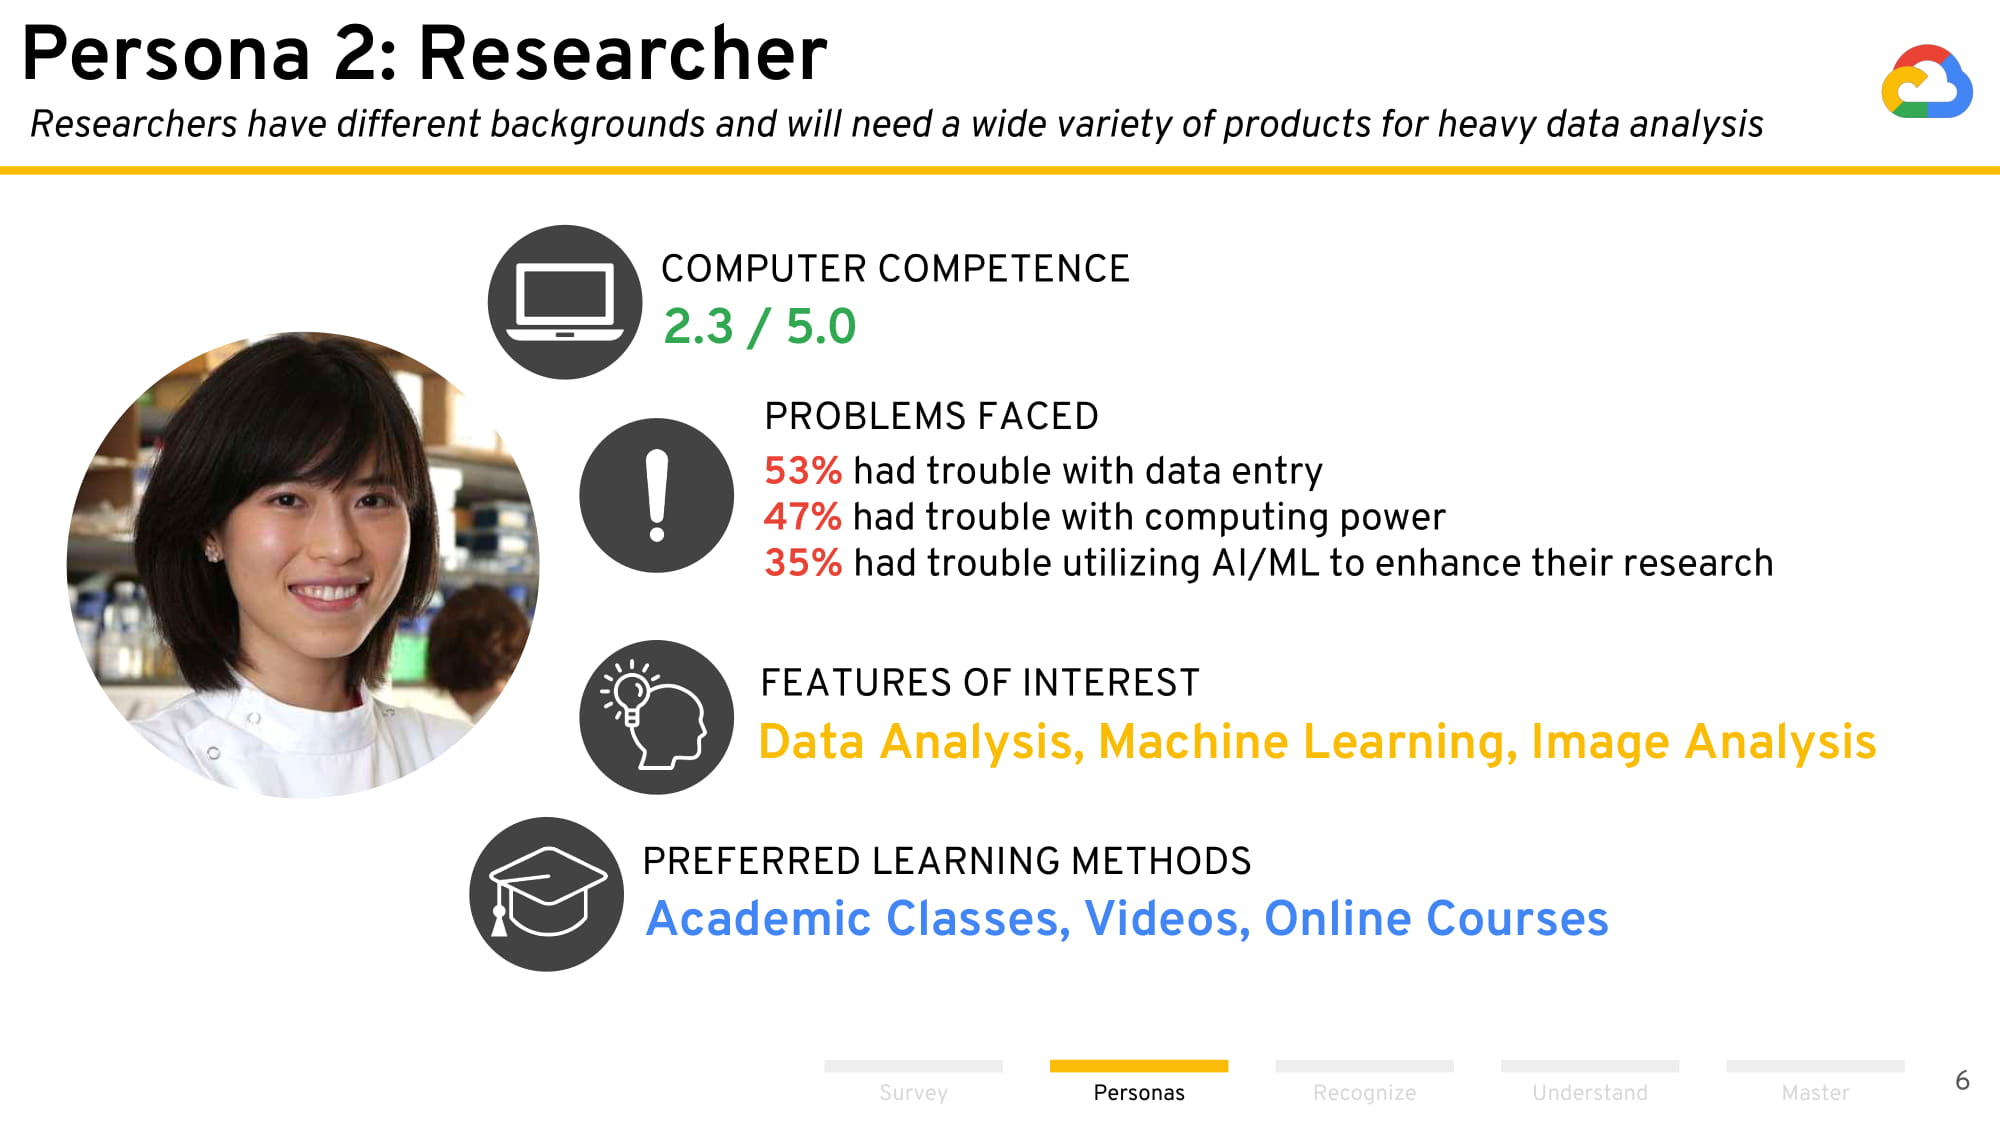 Persona 2: Researcher
Researchers have different backgrounds and will need a wide variety of products for heavy data analysis
COMPUTER COMPETENCE
2.3 / 5.0
PROBLEMS FACED
53% had trouble with data entry
47% had trouble with computing power
35% had trouble utilizing AI/ML to enhance their research
FEATURES OF INTEREST
Data Analysis, Machine Learning, Image Analysis
PREFERRED LEARNING METHODS
Academic Classes, Videos, Online Courses
Survey
Personas
Recognize
Understand
Master
6